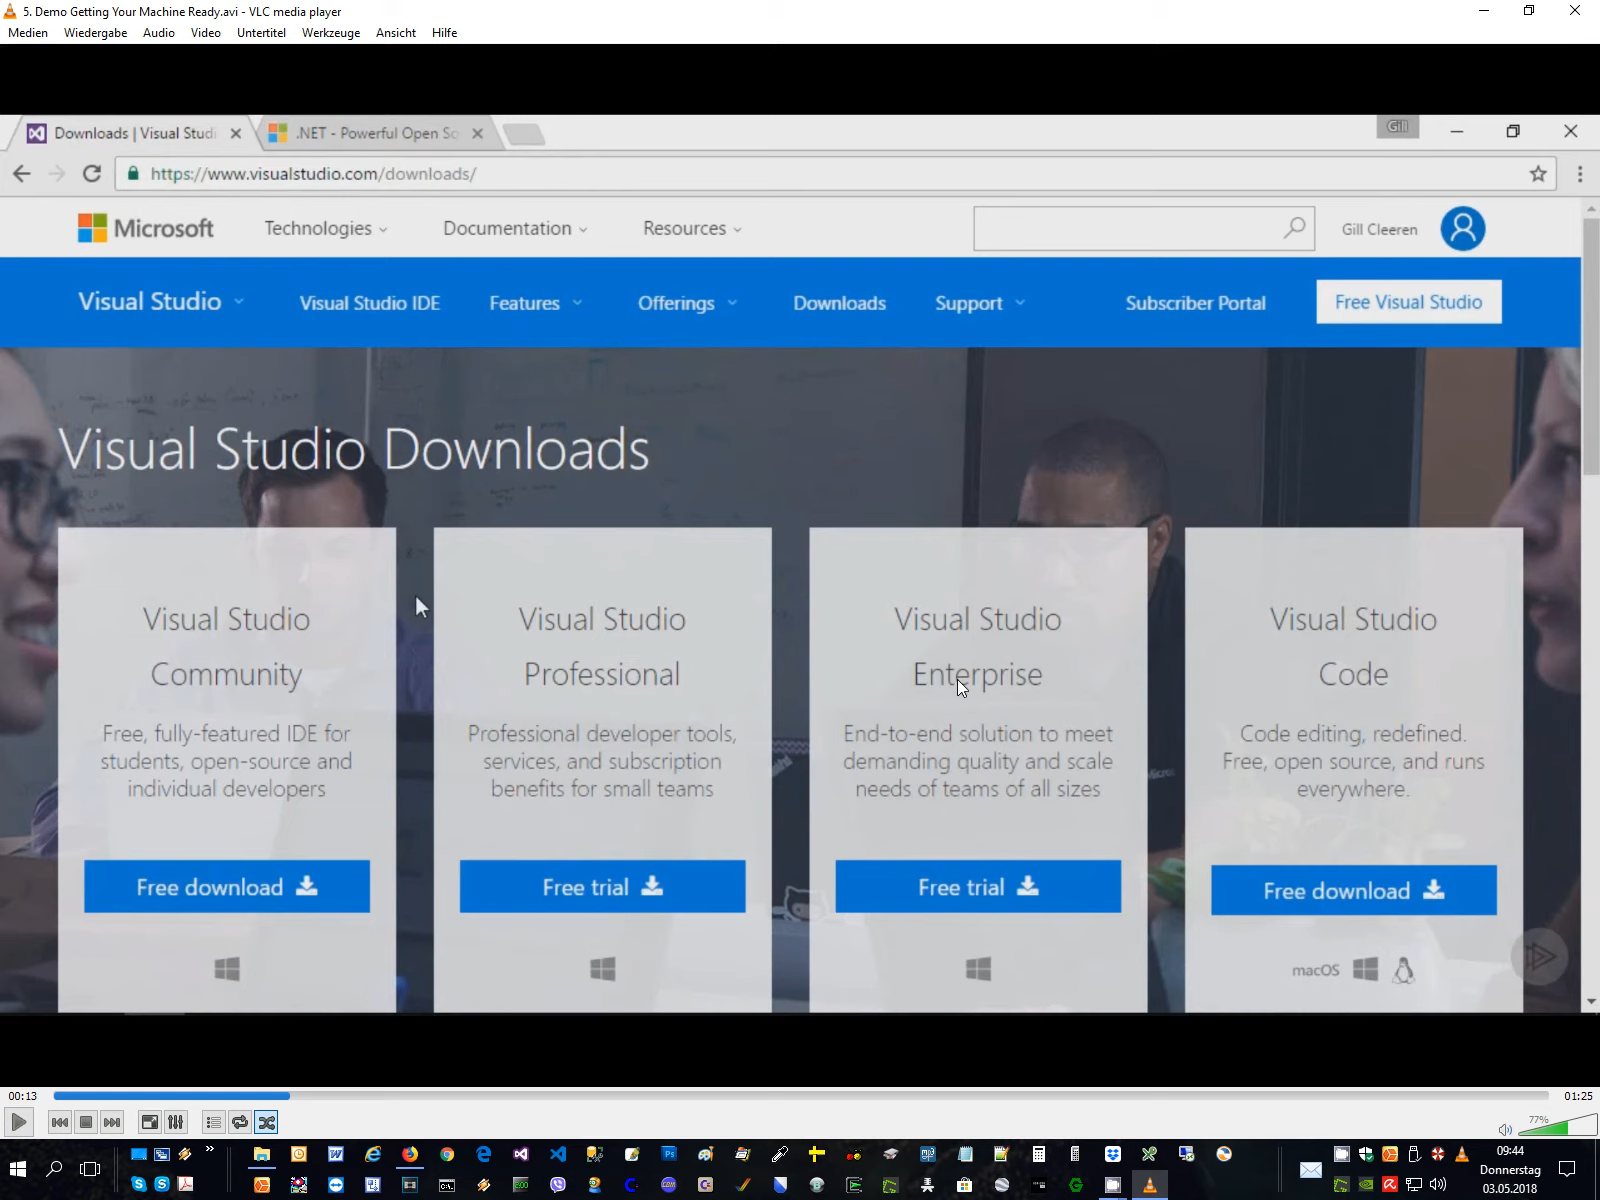 5. Demo Getting Your Machine Ready.avi - VLC media player
Medien Wiedergabe Audio Video Untertitel Werkzeuge Ansicht Hilfe
Downloads | Visual Studi
.NET - Powerful Open So
Gill
https://www.visualstudio.com/downloads/
Microsoft Technologies Documentation Resources Gill Cleeren
Visual Studio Visual Studio IDE Features Offerings Downloads Support Subscriber Portal Free Visual Studio
Visual Studio Downloads
Visual Studio
Community
Free, fully-featured IDE for
students, open-source and
individual developers
Free download
Visual Studio
Professional
Professional developer tools,
services, and subscription
benefits for small teams
Free trial
Visual Studio
Enterprise
End-to-end solution to meet
demanding quality and scale
needs of teams of all sizes
Free trial
Visual Studio
Code
Code editing, redefined.
Free, open source, and runs
everywhere.
Free download
macOS
00:13 01:25
77%
09:44
Donnerstag
03.05.2018